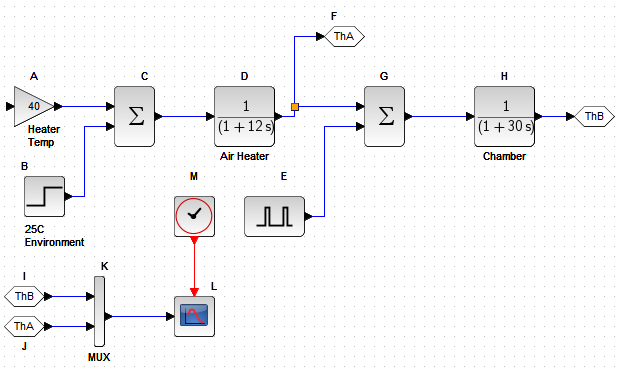 F
ThA
A
C
D
G
H
40
Σ
1
(1 + 12 s)
Σ
1
(1 + 30 s)
ThB
Heater
Temp
Air Heater
Chamber
B
M
E
25C
Environment
I
K
L
ThB
ThA
J
MUX